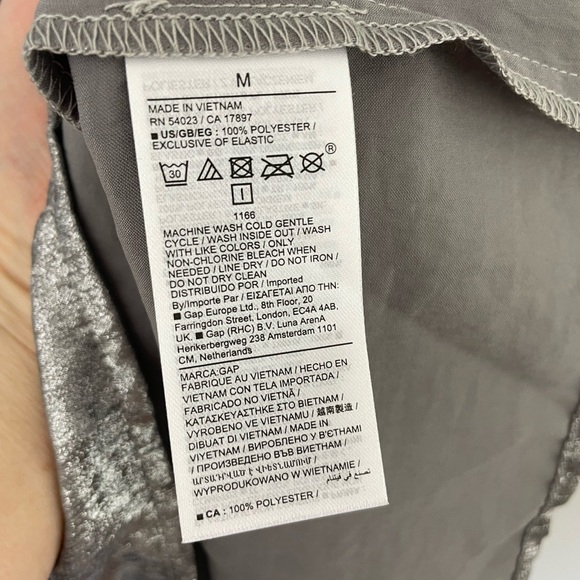 M
MADE IN VIETNAM
RN 54023 / CA 17897
■ US/GB/EG : 100% POLYESTER /
EXCLUSIVE OF ELASTIC
30
®
I
1166
MACHINE WASH COLD GENTLE
CYCLE / WASH INSIDE OUT / WASH
WITH LIKE COLORS / ONLY
NON-CHLORINE BLEACH WHEN
NEEDED / LINE DRY / DO NOT IRON /
DO NOT DRY CLEAN
DISTRIBUIDO POR / Imported
By/Importe Par / ΕΙΣΑΓΕΤΑΙ ΑΠΟ ΤΗΝ:
■ Gap Europe Ltd., 8th Floor, 20
Farringdon Street, London, EC4A 4AB,
UK. ■ Gap (RHC) B.V. Luna ArenA
Herikerbergweg 238 Amsterdam 1101
CM, Netherlands
MARCA:GAP
FABRIQUE AU VIETNAM / HECHO EN
VIETNAM CON TELA IMPORTADA /
FABRICADO NO VIETNÃ /
ΚΑΤΑΣΚΕΥΑΣΤΗΚΕ ΣΤΟ ΒΙΕΤΝΑΜ /
VYROBENO VE VIETNAMU / 越南製造 /
DIBUAT DI VIETNAM / MANIERET
VIYETNAM / ВИРОБЛЕНО У В'ЄТНАМІ
/ ПРОИЗВЕДЕНО ВЪВ ВИЕТНАМ /
WYPRODUKOWANO W WIETNAMIE /
صنع في فيتنام
■ CA : 100% POLYESTER /